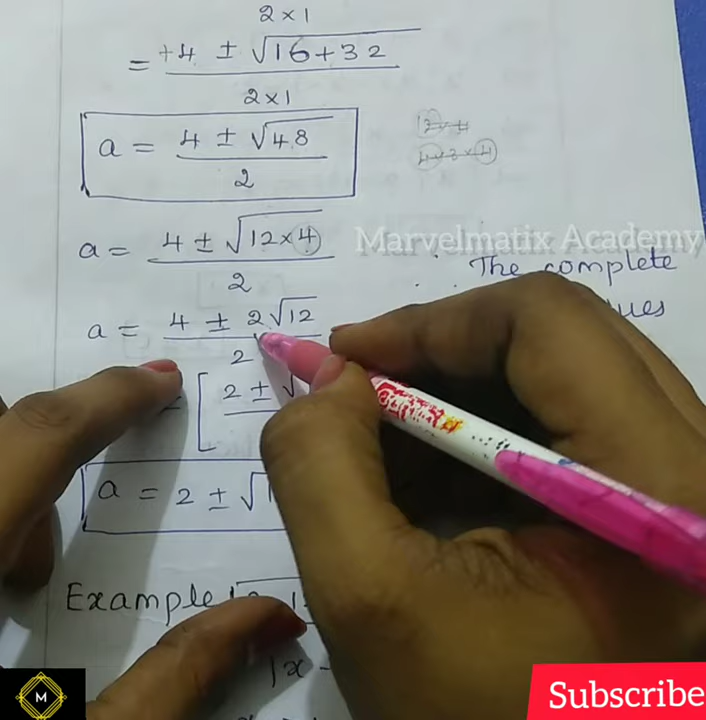 2×1
= +4 ± √16+32
2×1
a = 4 ± √48
2
a = 4 ± √12×4
2
Marvelmatix Academy
The complete
a = 4 ± 2√12
2
= [ 2 ± √
a = 2 ± √1
Example
|x -
M
Subscribe